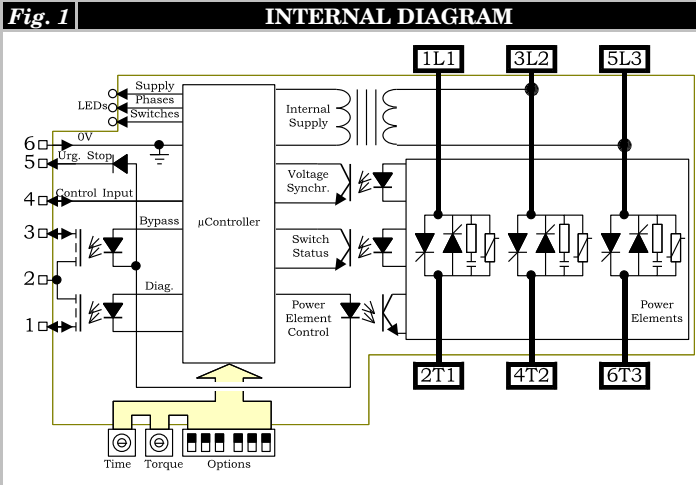 Fig. 1
INTERNAL DIAGRAM
1L1
3L2
5L3
LEDs
Supply
Phases
Switches
Internal
Supply
6
0V
5
Urg. Stop
4
Control Input
3
2
1
Bypass
Diag.
µController
Voltage
Synchr.
Switch
Status
Power
Element
Control
Power
Elements
2T1
4T2
6T3
Time
Torque
Options